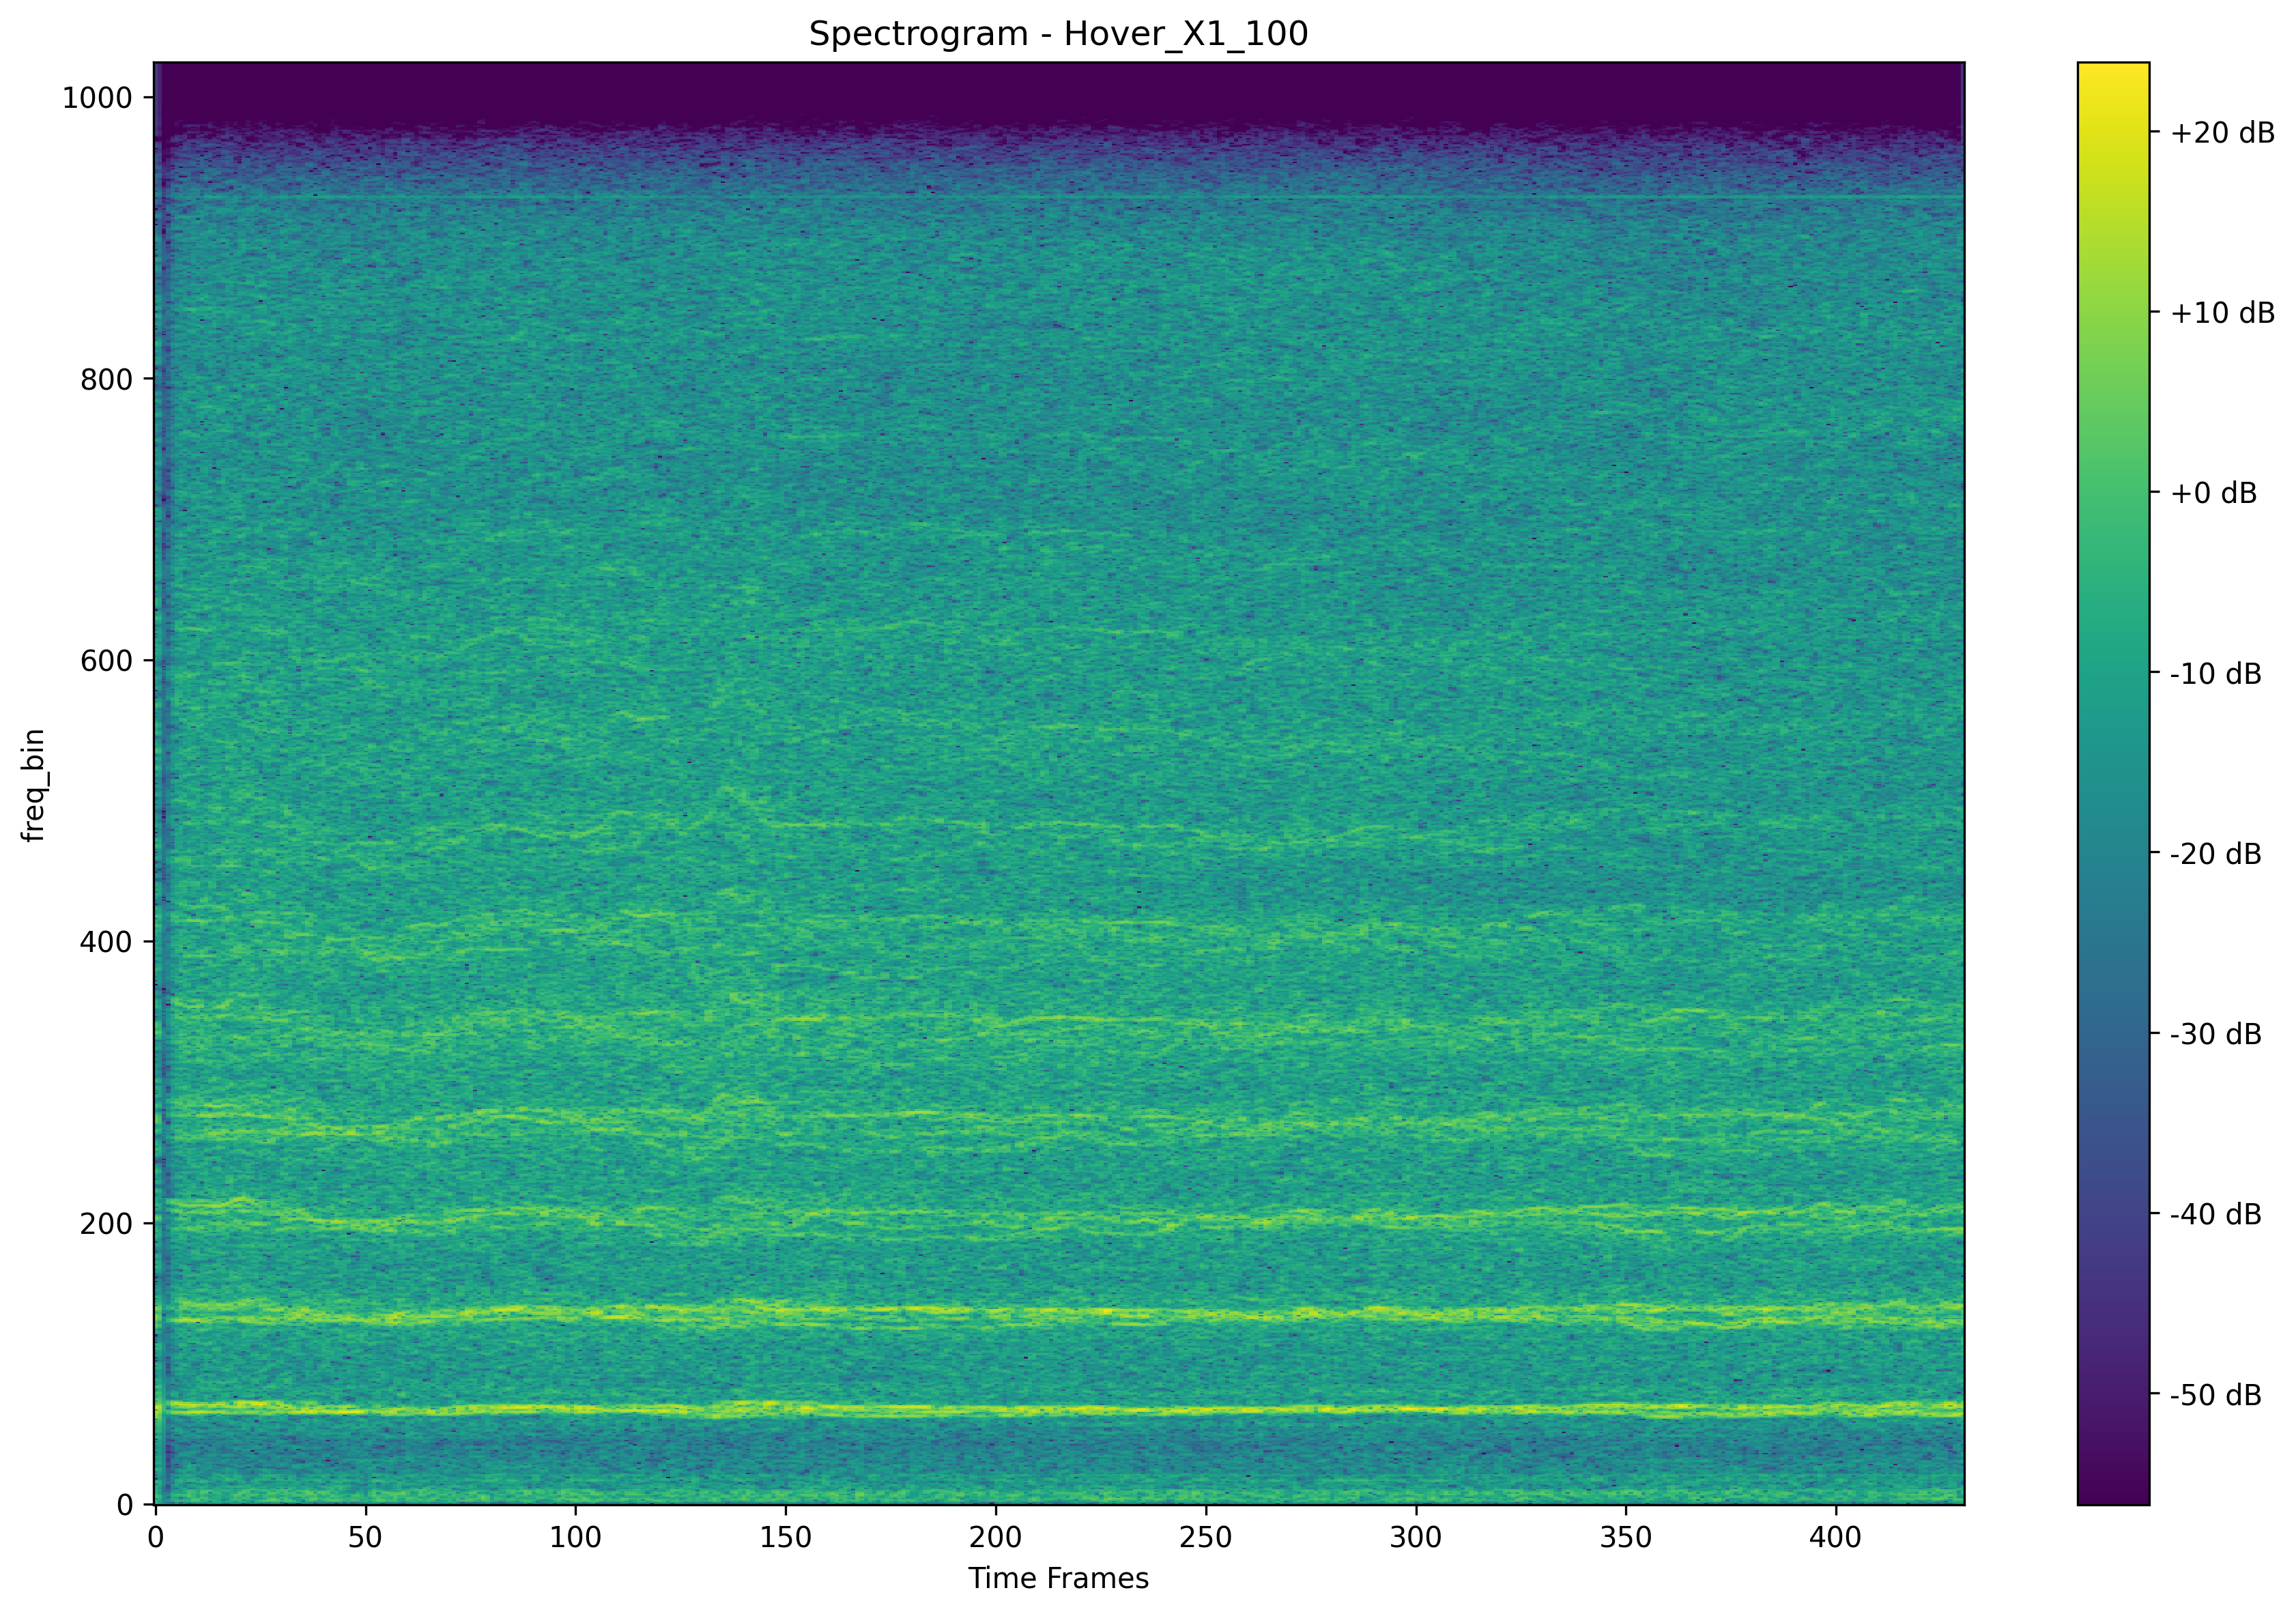 Spectrogram - Hover_X1_100
freq_bin
1000
800
600
400
200
0
0 50 100 150 200 250 300 350 400
Time Frames
+20 dB
+10 dB
+0 dB
-10 dB
-20 dB
-30 dB
-40 dB
-50 dB